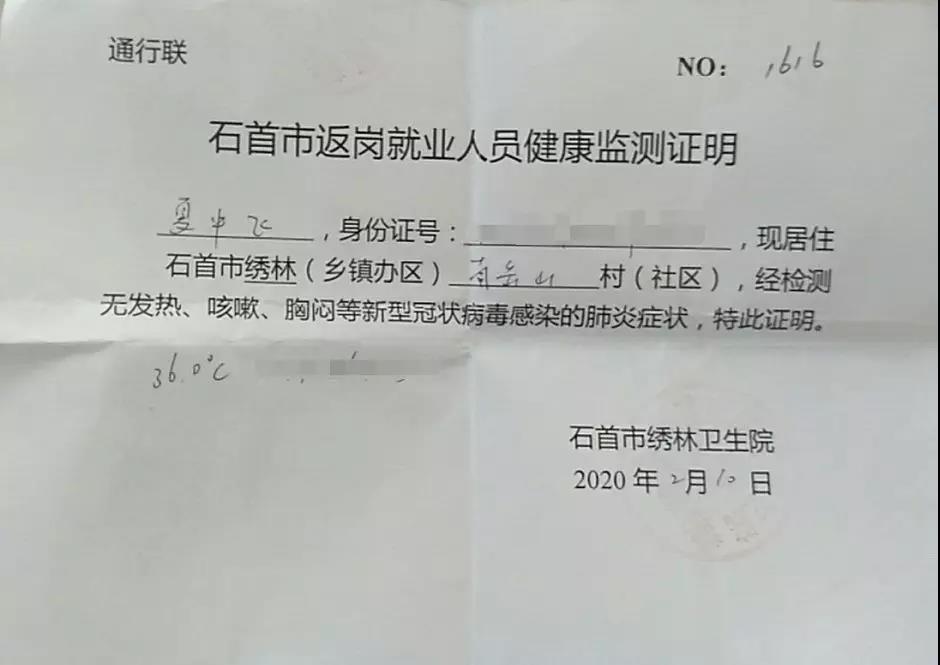 通行联
NO: 1616
石首市返岗就业人员健康监测证明
夏中飞，身份证号：，现居住
石首市绣林（乡镇办区）南岳山村（社区），经检测
无发热、咳嗽、胸闷等新型冠状病毒感染的肺炎症状，特此证明。
36.0°C
石首市绣林卫生院
2020年2月10日